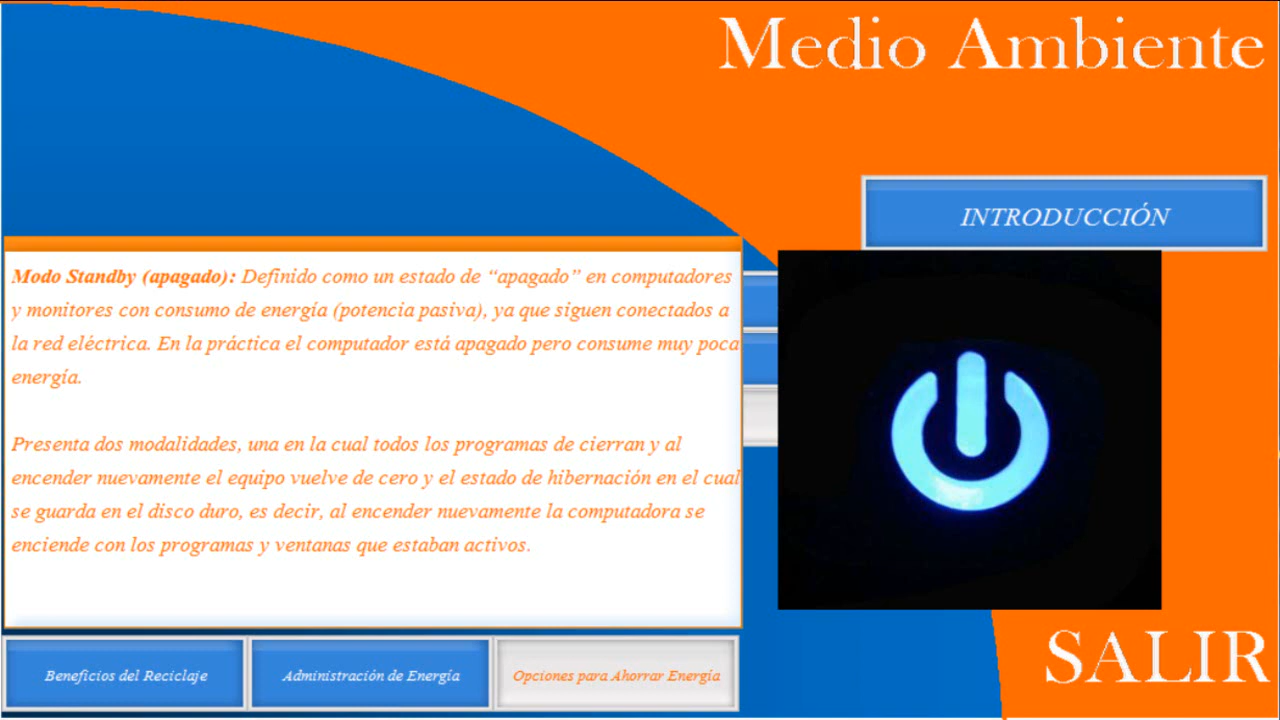 Medio Ambiente
INTRODUCCIÓN
Modo Standby (apagado): Definido como un estado de “apagado” en computadores
y monitores con consumo de energía (potencia pasiva), ya que siguen conectados a
la red eléctrica. En la práctica el computador está apagado pero consume muy poca
energía.
Presenta dos modalidades, una en la cual todos los programas de cierran y al
encender nuevamente el equipo vuelve de cero y el estado de hibernación en el cual
se guarda en el disco duro, es decir, al encender nuevamente la computadora se
enciende con los programas y ventanas que estaban activos.
Beneficios del Reciclaje
Administración de Energía
Opciones para Ahorrar Energía
SALIR